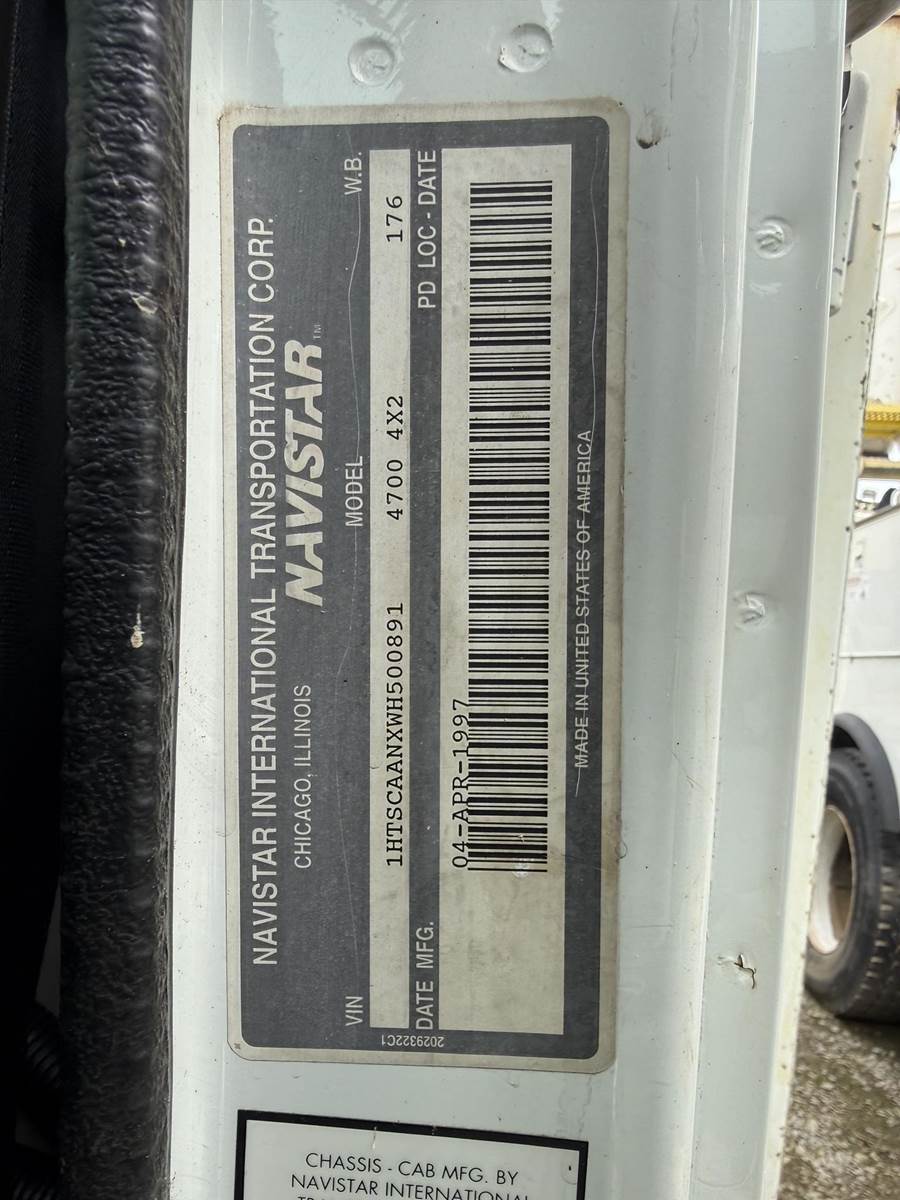 NAVISTAR INTERNATIONAL TRANSPORTATION CORP.
CHICAGO, ILLINOIS NAVISTAR™
VIN MODEL W.B.
1HTSCAANXWH500891 4700 4X2 176
DATE MFG. PD LOC - DATE
04-APR-1997
MADE IN UNITED STATES OF AMERICA
2029322C1
CHASSIS - CAB MFG. BY
NAVISTAR INTERNATIONAL